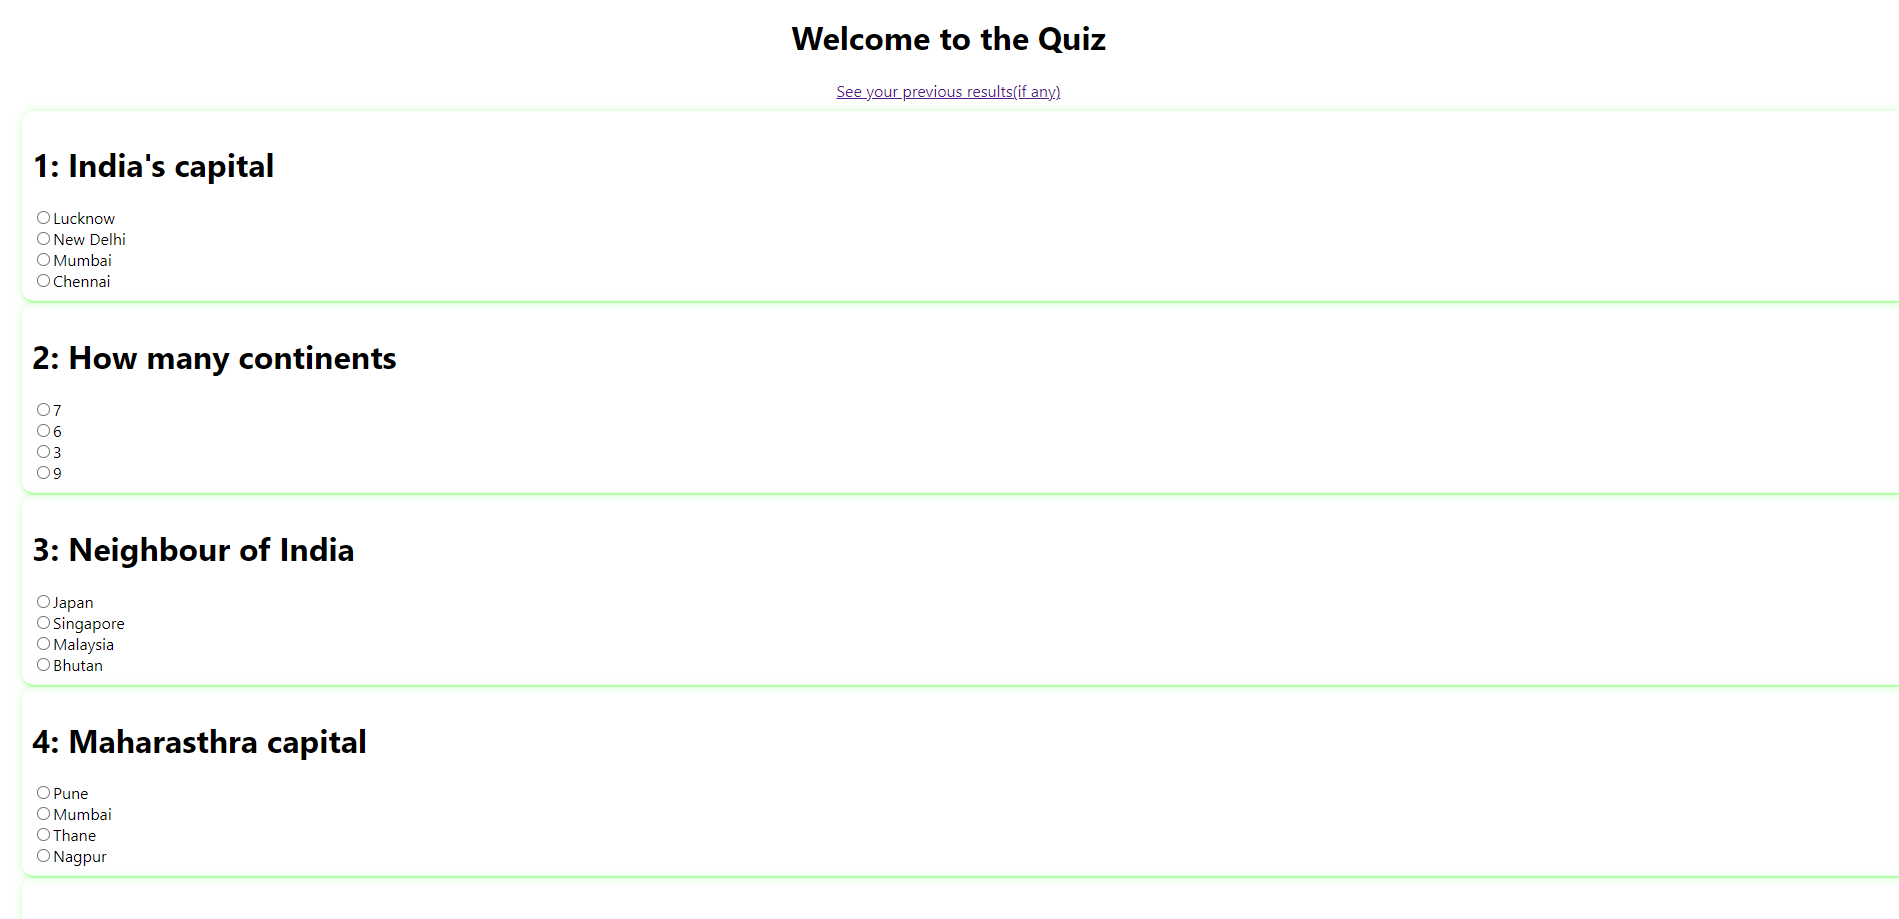 Welcome to the Quiz
See your previous results(if any)
1: India's capital
Lucknow
New Delhi
Mumbai
Chennai
2: How many continents
7
6
3
9
3: Neighbour of India
Japan
Singapore
Malaysia
Bhutan
4: Maharasthra capital
Pune
Mumbai
Thane
Nagpur